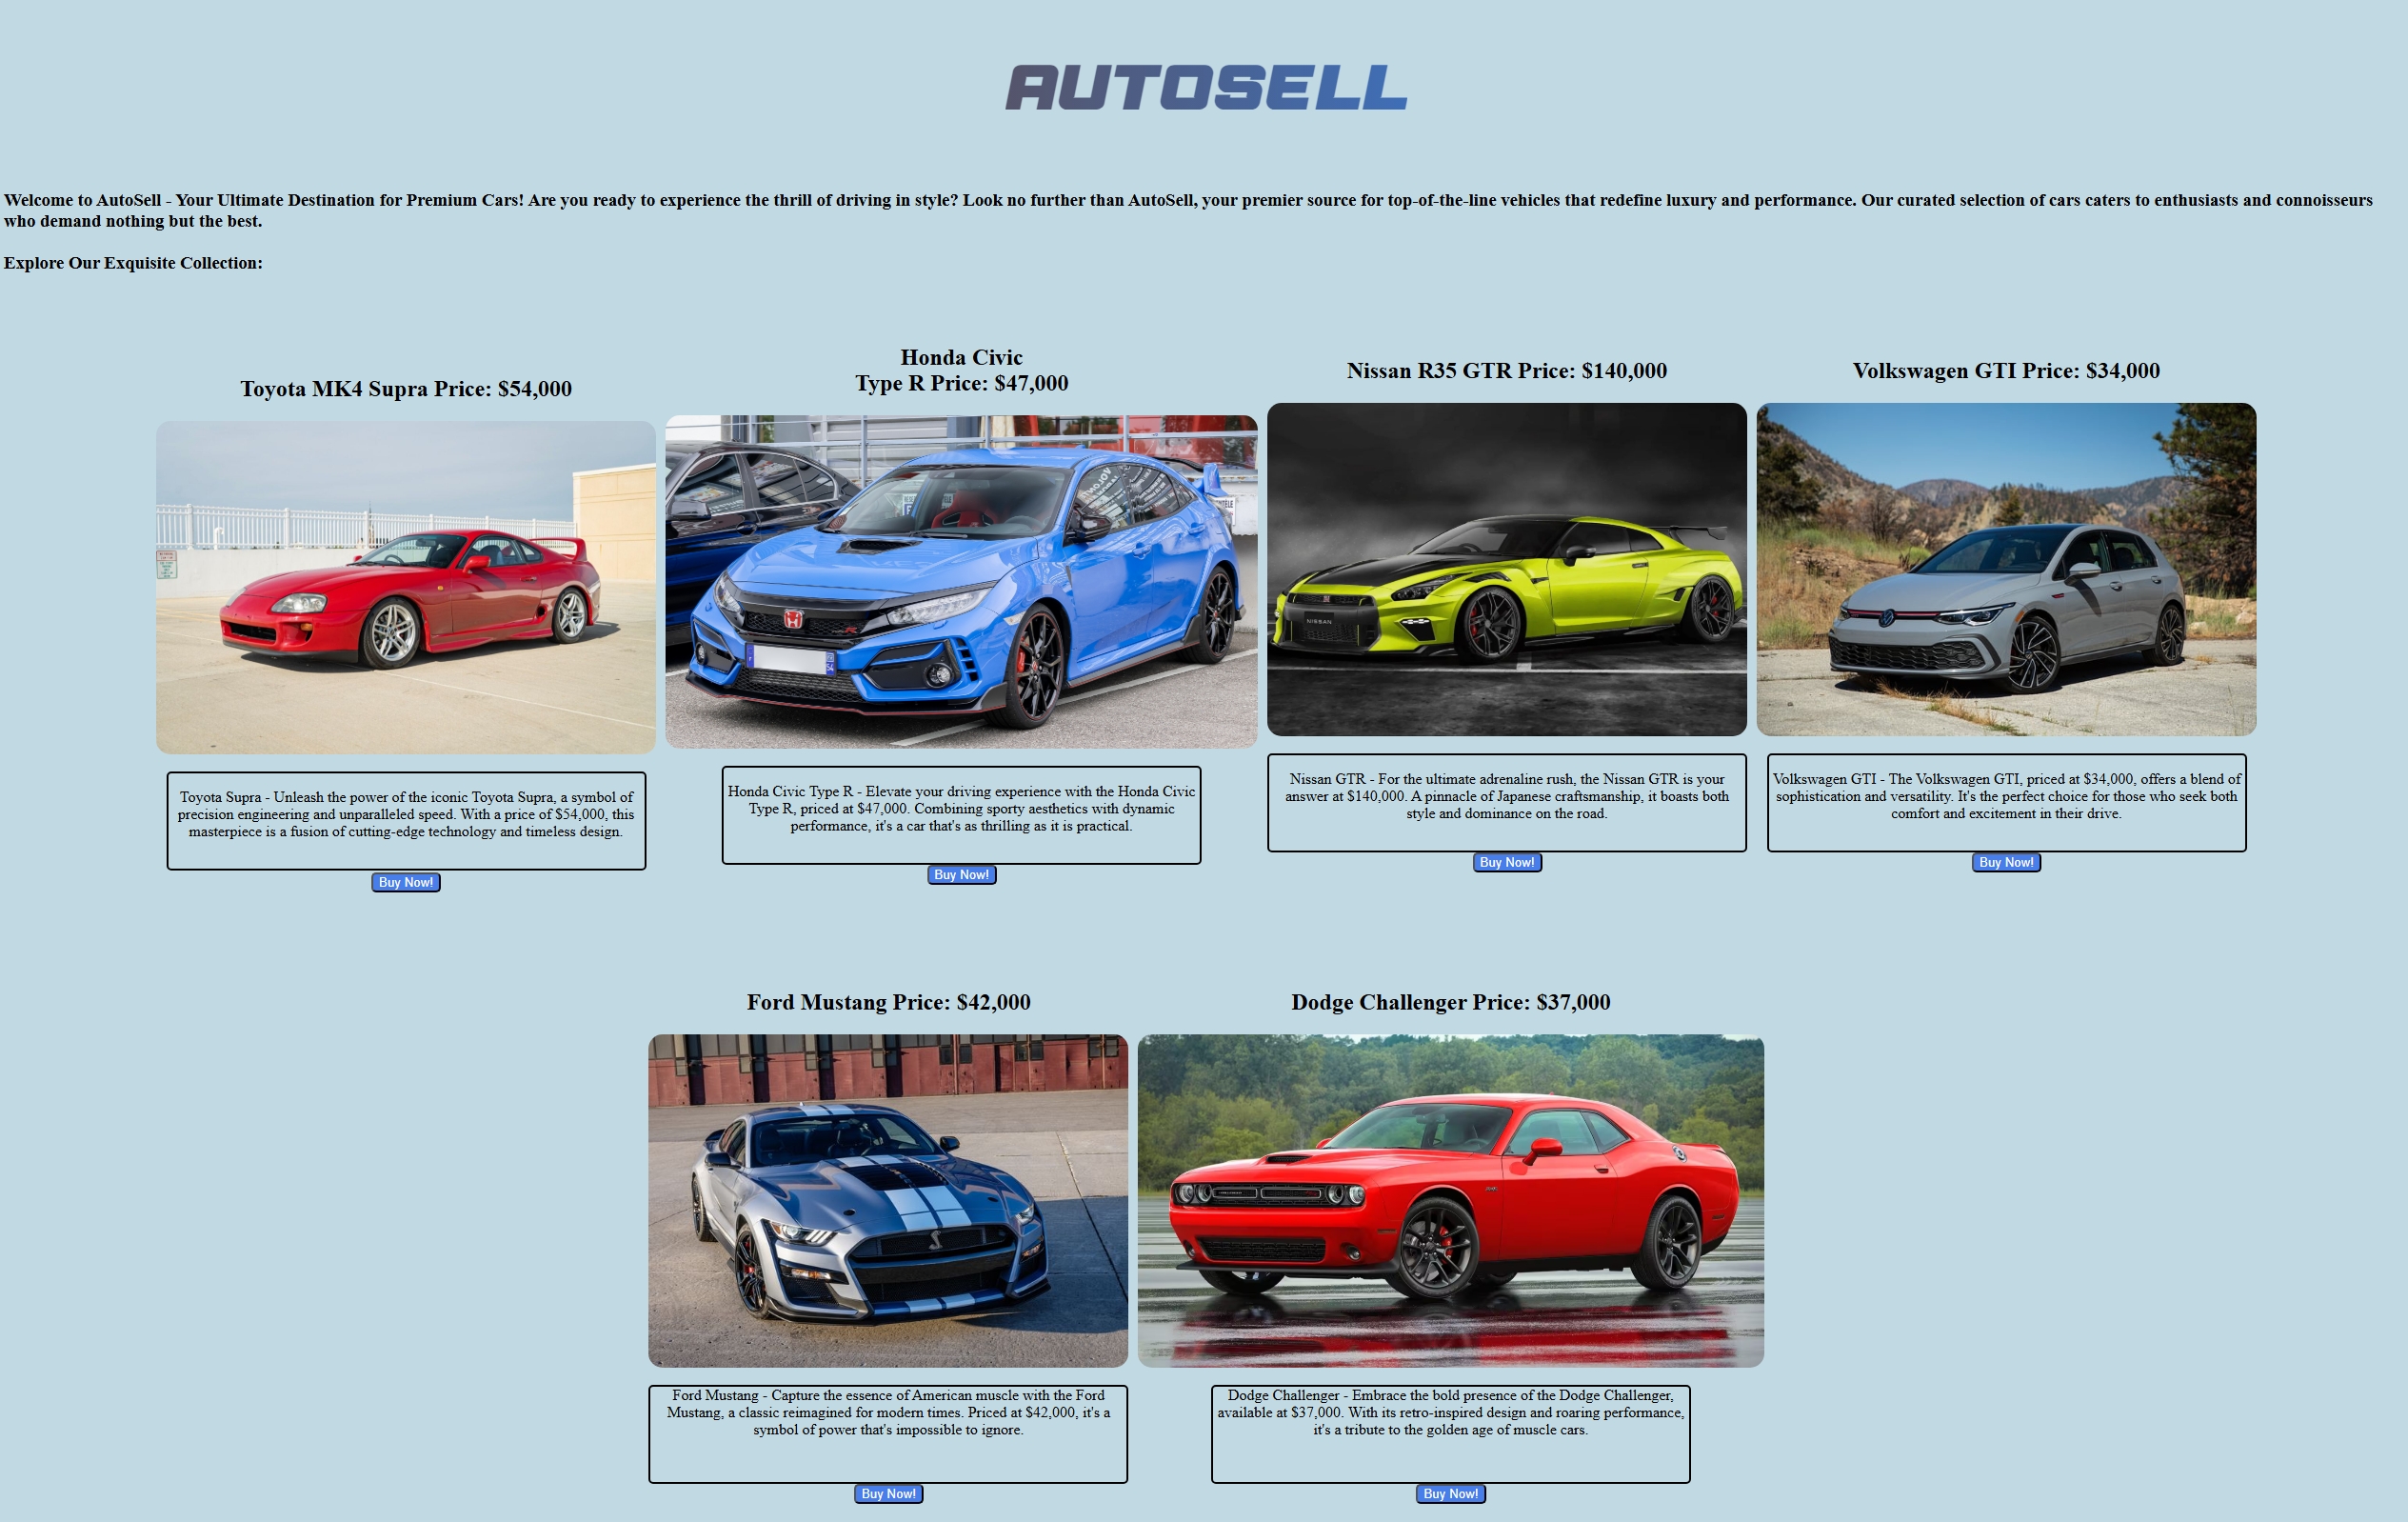 AUTOSELL
Welcome to AutoSell - Your Ultimate Destination for Premium Cars! Are you ready to experience the thrill of driving in style? Look no further than AutoSell, your premier source for top-of-the-line vehicles that redefine luxury and performance. Our curated selection of cars caters to enthusiasts and connoisseurs
who demand nothing but the best.
Explore Our Exquisite Collection:
Toyota MK4 Supra Price: $54,000
Toyota Supra - Unleash the power of the iconic Toyota Supra, a symbol of
precision engineering and unparalleled speed. With a price of $54,000, this
masterpiece is a fusion of cutting-edge technology and timeless design.
Buy Now!
Honda Civic
Type R Price: $47,000
Honda Civic Type R - Elevate your driving experience with the Honda Civic
Type R, priced at $47,000. Combining sporty aesthetics with dynamic
performance, it's a car that's as thrilling as it is practical.
Buy Now!
Nissan R35 GTR Price: $140,000
NISSAN
Nissan GTR - For the ultimate adrenaline rush, the Nissan GTR is your
answer at $140,000. A pinnacle of Japanese craftsmanship, it boasts both
style and dominance on the road.
Buy Now!
Volkswagen GTI Price: $34,000
Volkswagen GTI - The Volkswagen GTI, priced at $34,000, offers a blend of
sophistication and versatility. It's the perfect choice for those who seek both
comfort and excitement in their drive.
Buy Now!
Ford Mustang Price: $42,000
Ford Mustang - Capture the essence of American muscle with the Ford
Mustang, a classic reimagined for modern times. Priced at $42,000, it's a
symbol of power that's impossible to ignore.
Buy Now!
Dodge Challenger Price: $37,000
Dodge Challenger - Embrace the bold presence of the Dodge Challenger,
available at $37,000. With its retro-inspired design and roaring performance,
it's a tribute to the golden age of muscle cars.
Buy Now!